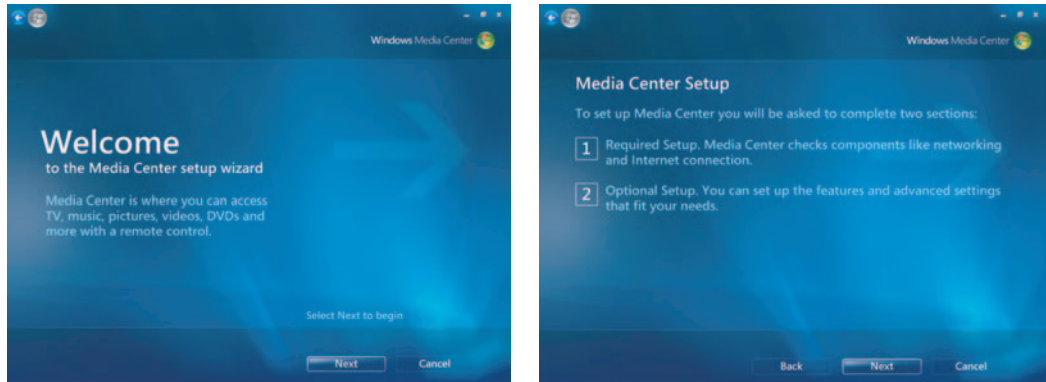 Windows Media Center
Welcome
to the Media Center setup wizard
Media Center is where you can access
TV, music, pictures, videos, DVDs and
more with a remote control.
Select Next to begin
Next
Cancel
Windows Media Center
Media Center Setup
To set up Media Center you will be asked to complete two sections:
1 Required Setup. Media Center checks components like networking
and Internet connection.
2 Optional Setup. You can set up the features and advanced settings
that fit your needs.
Back
Next
Cancel